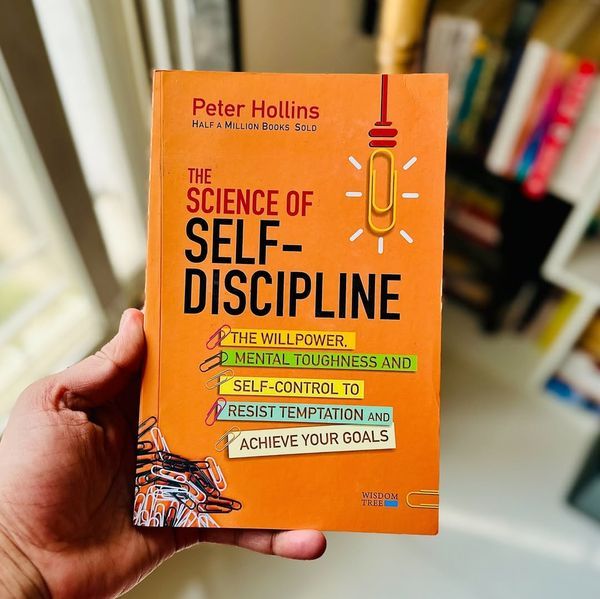 Peter Hollins
HALF A MILLION BOOKS SOLD
THE
SCIENCE OF
SELF-
DISCIPLINE
THE WILLPOWER,
MENTAL TOUGHNESS AND
SELF-CONTROL TO
RESIST TEMPTATION AND
ACHIEVE YOUR GOALS
WISDOM
TREE